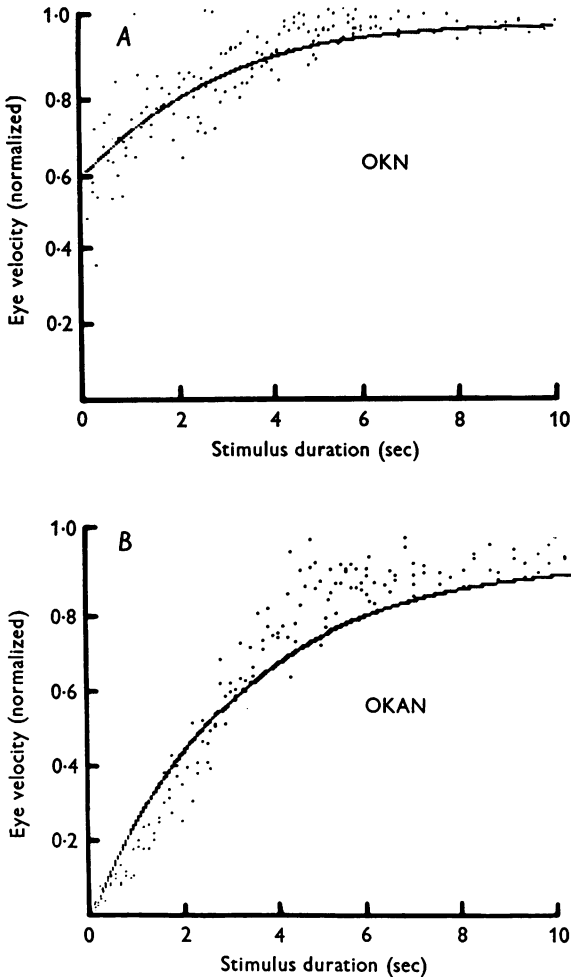 A
1·0
0·8
0·6
0·4
0·2
Eye velocity (normalized)
OKN
0 2 4 6 8 10
Stimulus duration (sec)
B
1·0
0·8
0·6
0·4
0·2
Eye velocity (normalized)
OKAN
0 2 4 6 8 10
Stimulus duration (sec)